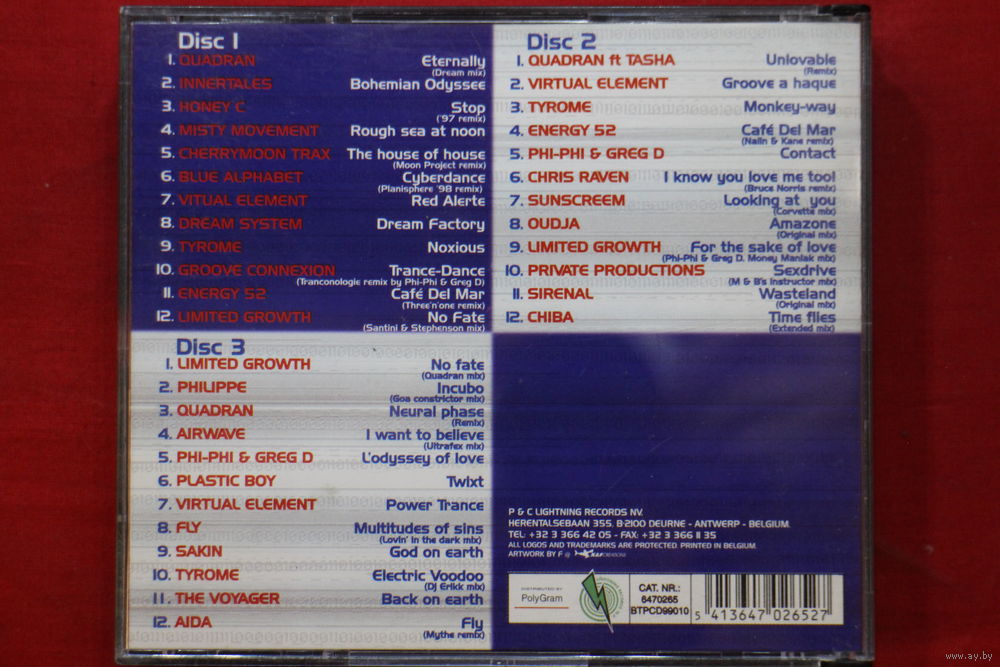 Disc 1
1. QUADRAN Eternally
(Dream mix)
2. INNERTALES Bohemian Odyssee
3. HONEY C Stop
('97 remix)
4. MISTY MOVEMENT Rough sea at noon
5. CHERRYMOON TRAX The house of house
(Moon Project remix)
6. BLUE ALPHABET Cyberdance
(Planisphere '98 remix)
7. VITUAL ELEMENT Red Alerte
8. DREAM SYSTEM Dream Factory
9. TYROME Noxious
10. GROOVE CONNEXION Trance-Dance
(Tranconologie remix by Phi-Phi & Greg D)
11. ENERGY 52 Café Del Mar
(Three'n'one remix)
12. LIMITED GROWTH No Fate
(Santini & Stephenson mix)
Disc 2
1. QUADRAN ft TASHA Unlovable
(Remix)
2. VIRTUAL ELEMENT Groove a haque
3. TYROME Monkey-way
4. ENERGY 52 Café Del Mar
(Nalin & Kane remix)
5. PHI-PHI & GREG D Contact
6. CHRIS RAVEN I know you love me too!
(Bruce Norris remix)
7. SUNSCREEM Looking at you
(Corvette mix)
8. OUDJA Amazone
(Original mix)
9. LIMITED GROWTH For the sake of love
(Phi-Phi & Greg D. Money Maniak mix)
10. PRIVATE PRODUCTIONS Sexdrive
(M & B's Instructor mix)
11. SIRENAL Wasteland
(Original mix)
12. CHIBA Time flies
(Extended mix)
Disc 3
1. LIMITED GROWTH No fate
(Quadran mix)
2. PHILIPPE Incubo
(Goa constrictor mix)
3. QUADRAN Neural phase
(Remix)
4. AIRWAVE I want to believe
(Ultrafex mix)
5. PHI-PHI & GREG D L'odyssey of love
6. PLASTIC BOY Twixt
7. VIRTUAL ELEMENT Power Trance
8. FLY Multitudes of sins
(Lovin' in the dark mix)
9. SAKIN God on earth
10. TYROME Electric Voodoo
(Dj Erikk mix)
11. THE VOYAGER Back on earth
12. AIDA Fly
(Mythe remix)
P & C LIGHTNING RECORDS NV.
HERENTALSEBAAN 355, B-2100 DEURNE - ANTWERP - BELGIUM.
TEL: +32 3 366 42 05 - FAX: +32 3 366 11 35
ALL LOGOS AND TRADEMARKS ARE PROTECTED. PRINTED IN BELGIUM.
ARTWORK BY F @
DISTRIBUTED BY
PolyGram
CAT. NR.:
6470265
BTPCD99010
5 413647 026527
www.ay.by